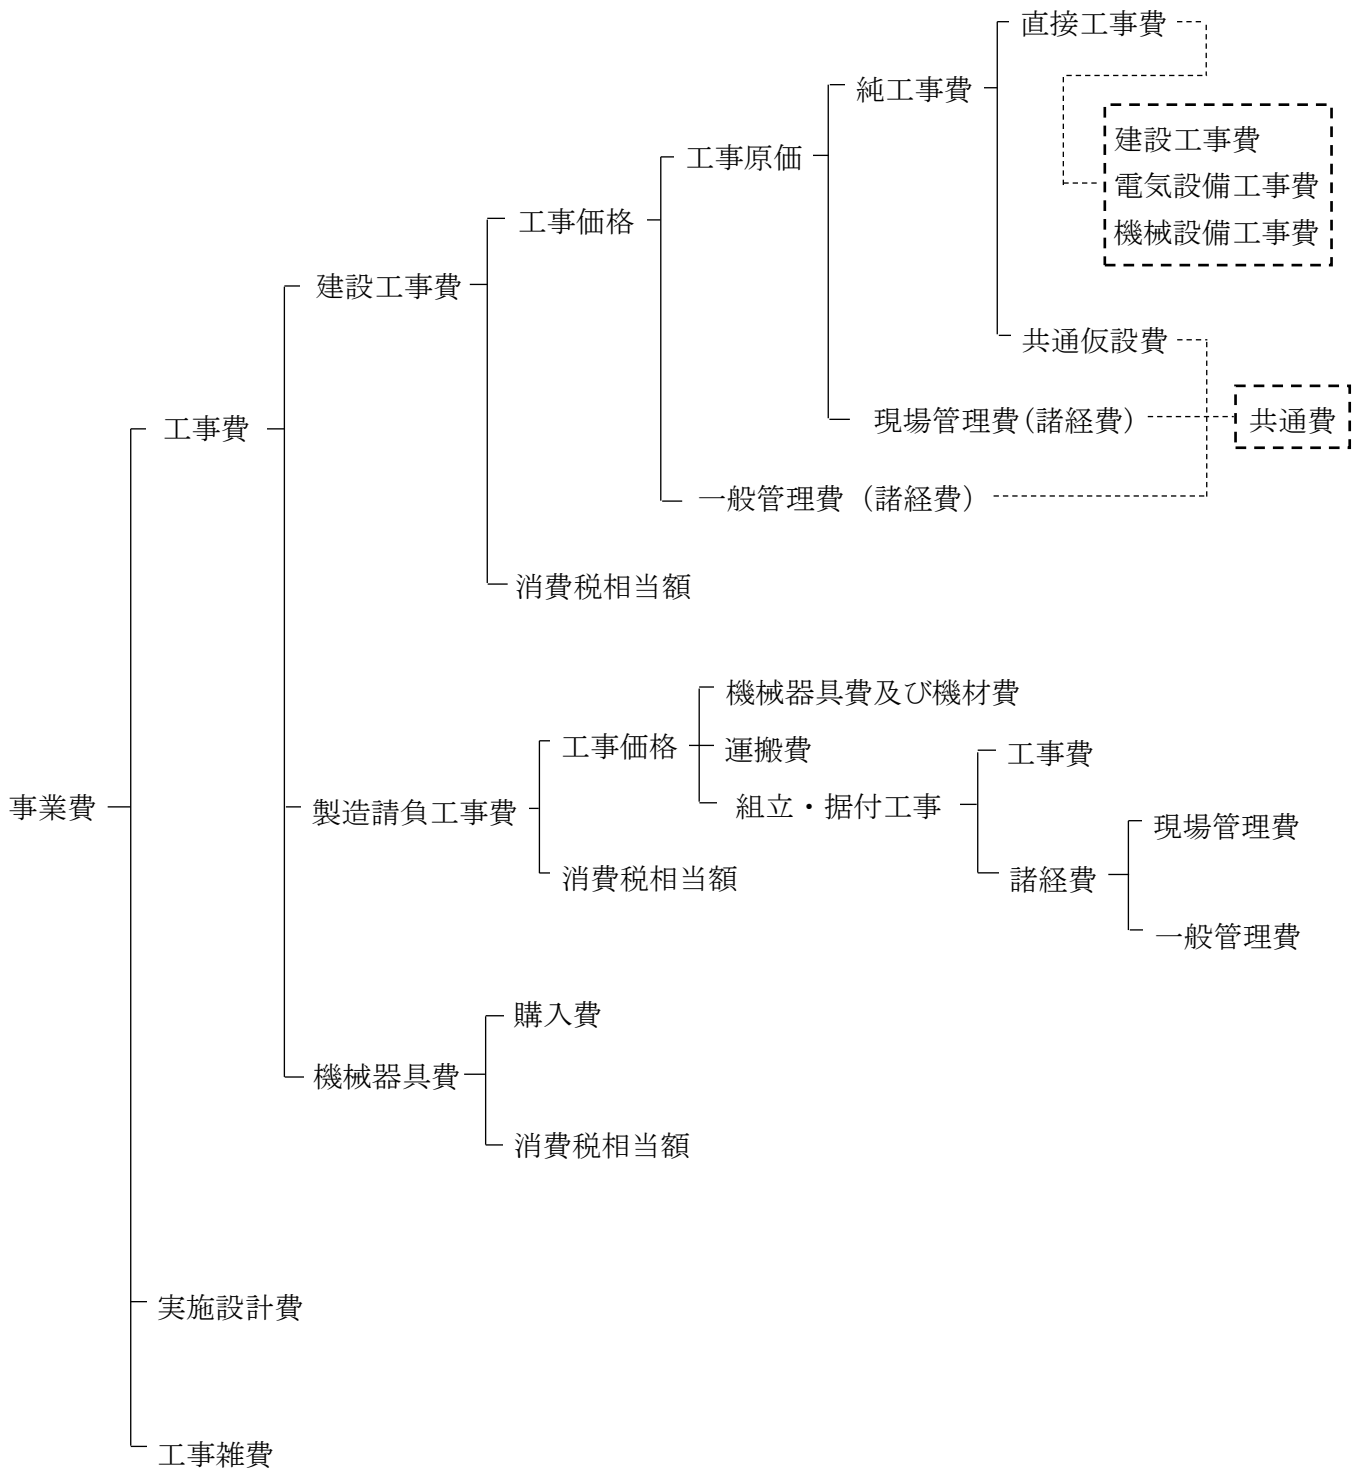 直接工事費
純工事費
建設工事費
電気設備工事費
機械設備工事費
工事原価
工事価格
建設工事費
共通仮設費
現場管理費(諸経費)
共通費
工事費
一般管理費（諸経費）
消費税相当額
機械器具費及び機材費
工事価格
運搬費
工事費
組立・据付工事
事業費
製造請負工事費
現場管理費
消費税相当額
諸経費
一般管理費
購入費
機械器具費
消費税相当額
実施設計費
工事雑費